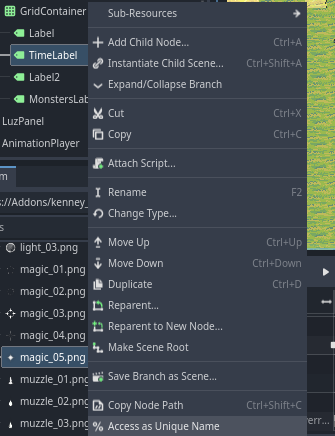 GridContainer
Label
TimeLabel
Label2
MonstersLab
LuzPanel
AnimationPlayer
m
s://Addons/kenney_
s
light_03.png
magic_01.png
magic_02.png
magic_03.png
magic_04.png
magic_05.png
muzzle_01.png
muzzle_02.png
muzzle_03.png
Sub-Resources
Add Child Node... Ctrl+A
Instantiate Child Scene... Ctrl+Shift+A
Expand/Collapse Branch
Cut Ctrl+X
Copy Ctrl+C
Attach Script...
Rename F2
Change Type...
Move Up Ctrl+Up
Move Down Ctrl+Down
Duplicate Ctrl+D
Reparent...
Reparent to New Node...
Make Scene Root
Save Branch as Scene...
Copy Node Path Ctrl+Shift+C
Access as Unique Name
err...